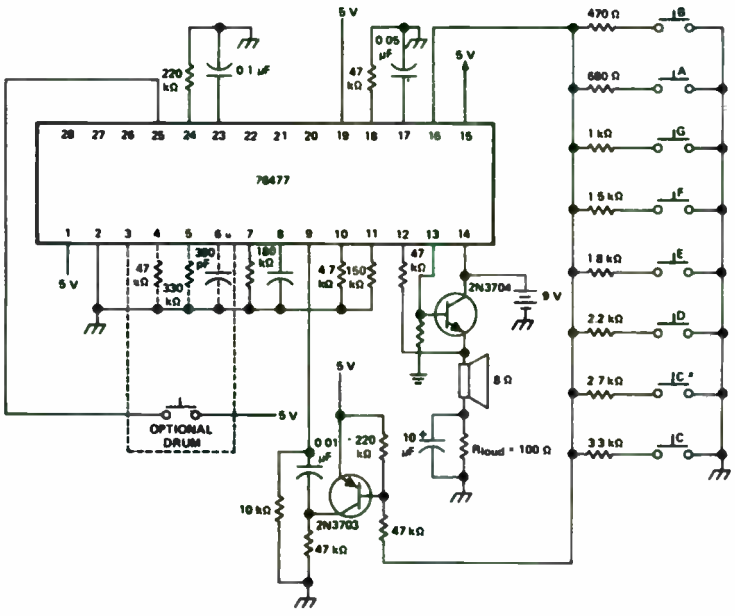 5 V
5 V
470 Ω
B
220 kΩ
0 1 µF
47 kΩ
0 05 µF
5 V
680 Ω
A
28 27 26 25 24 23 22 21 20 19 18 17 16 15
1 kΩ
G
76477
1 5 kΩ
F
1 2 3 4 5 6 7 8 9 10 11 12 13 14
5 V
330 kΩ
pF
180 kΩ
4 7 kΩ
150 kΩ
47 kΩ
1 8 kΩ
E
2N3704
9 V
2 2 kΩ
D
8 Ω
2 7 kΩ
C
5 V
5 V
OPTIONAL
DRUM
0 01 µF
220 kΩ
10 µF
+
Rloud = 100 Ω
3 3 kΩ
C
10 kΩ
2N3703
47 kΩ
47 kΩ